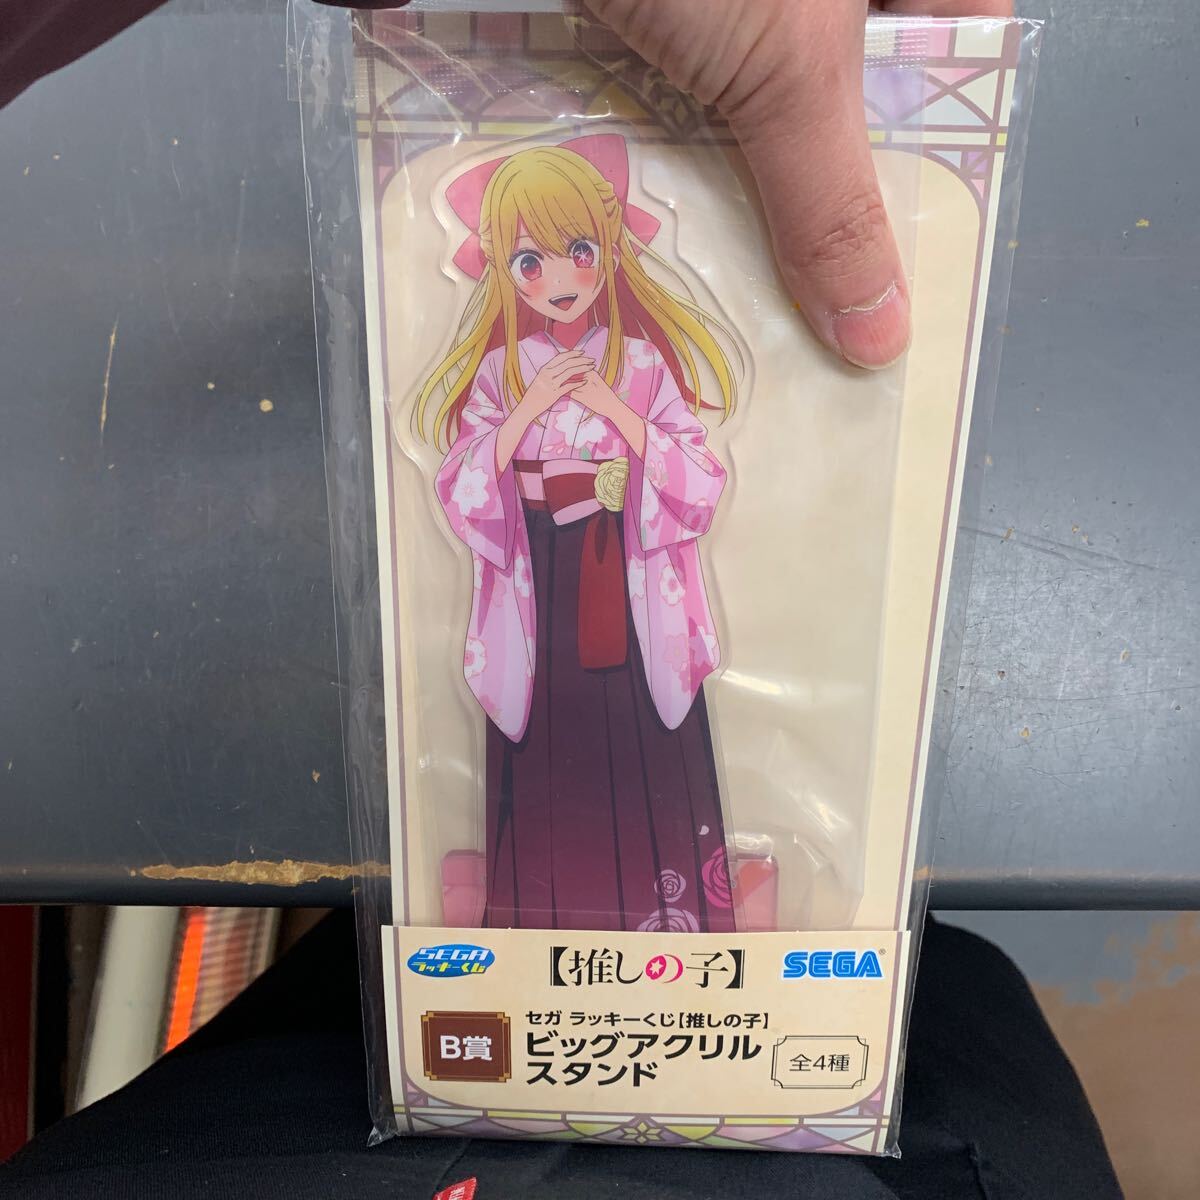 SEGA
ラッキーくじ
【推しの子】
SEGA®
B賞
セガ ラッキーくじ【推しの子】
ビッグアクリル
スタンド
全4種